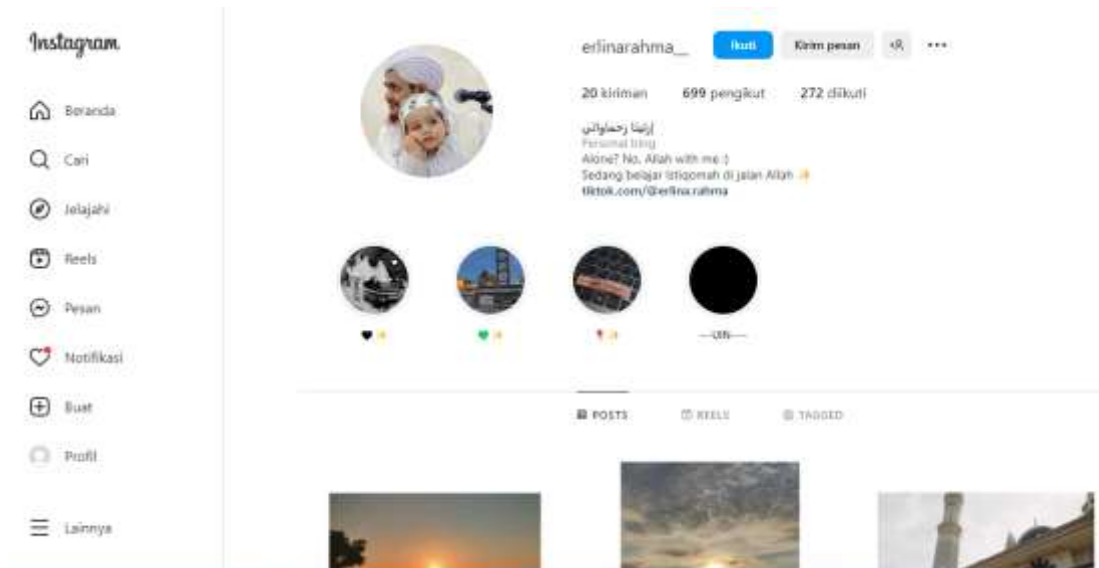 Instagram
Beranda
Cari
Jelajahi
Reels
Pesan
Notifikasi
Buat
Profil
Lainnya
erlinarahma__ Ikuti Kirim pesan
20 kiriman 699 pengikut 272 diikuti
رحماواتي
Personal blog
Alone? No, Allah with me :)
Sedang belajar Istiqomah di jalan Allah ✨
tiktok.com/@erlina.rahma
🖤✨
💚✨
🌹✨
----UIN----
POSTS REELS TAGGED